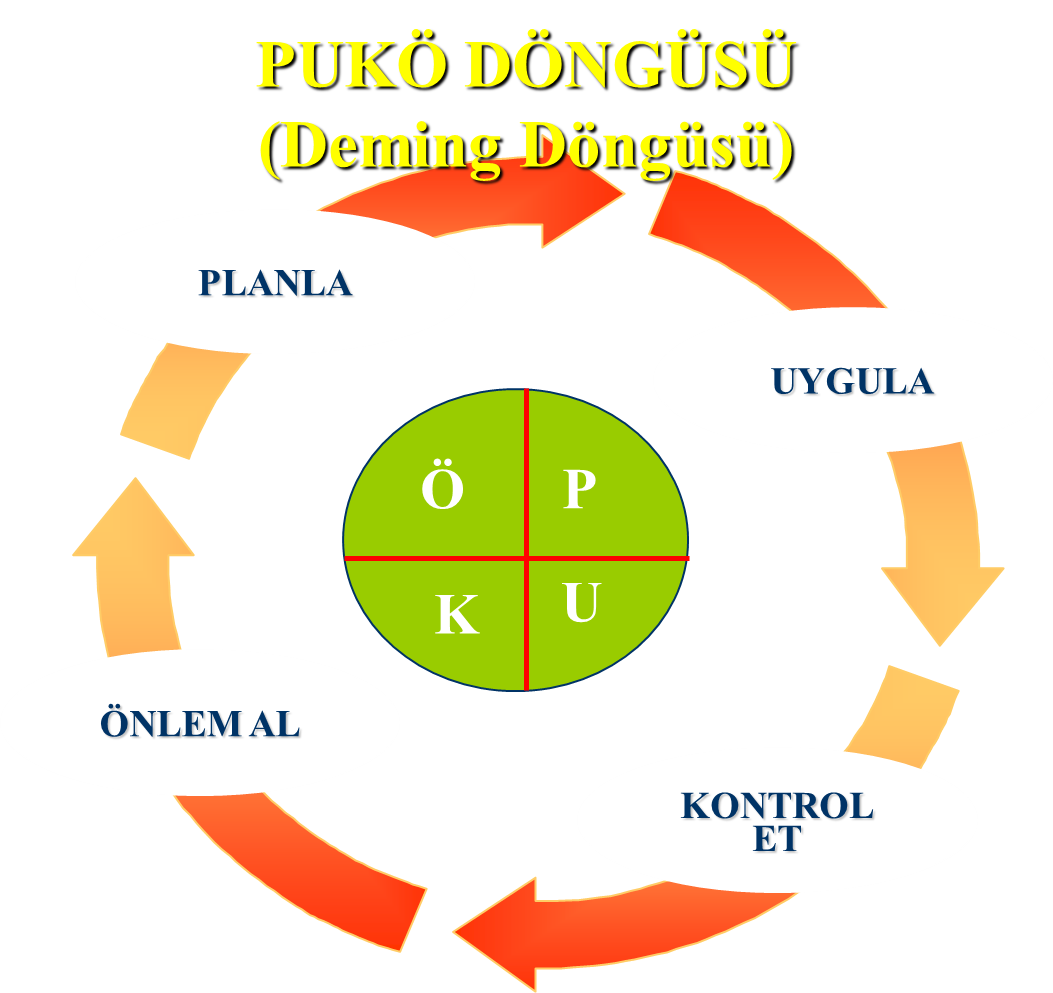 PUKÖ DÖNGÜSÜ
(Deming Döngüsü)
PLANLA
UYGULA
Ö
P
K
U
ÖNLEM AL
KONTROL
ET